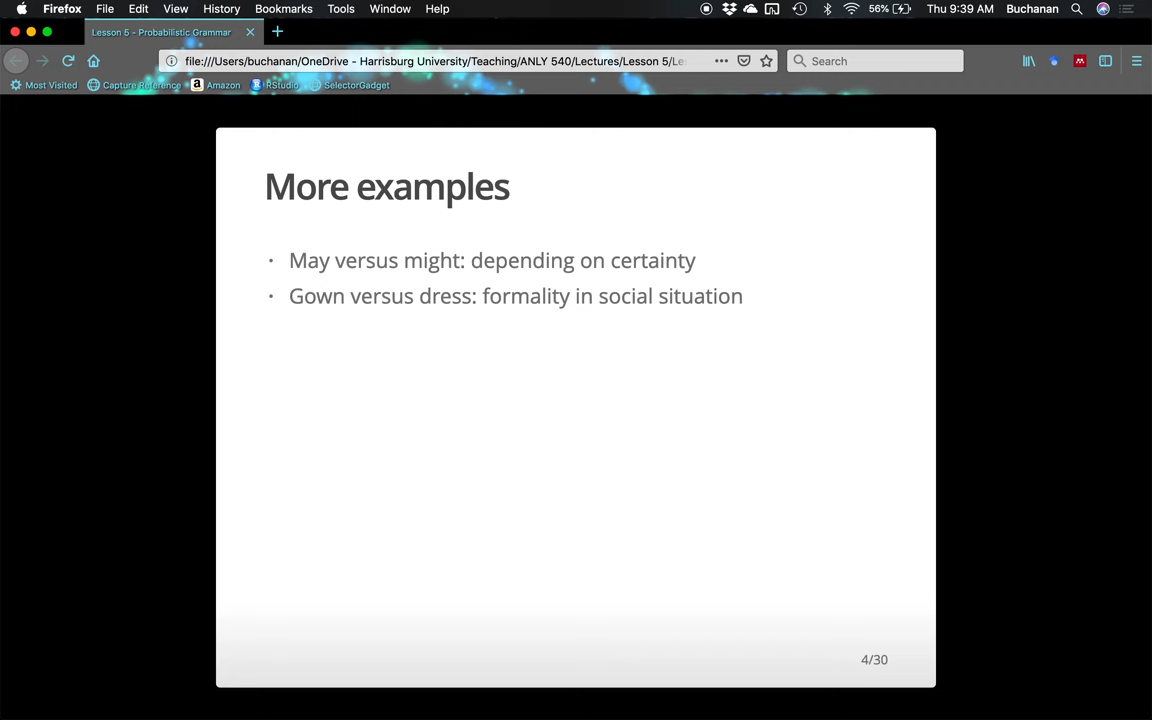 Firefox File Edit View History Bookmarks Tools Window Help 56% Thu 9:39 AM Buchanan
Lesson 5 - Probabilistic Grammar
file:///Users/buchanan/OneDrive - Harrisburg University/Teaching/ANLY 540/Lectures/Lesson 5/Le Search
Most Visited Capture Reference Amazon RStudio SelectorGadget
More examples
· May versus might: depending on certainty
· Gown versus dress: formality in social situation
4/30